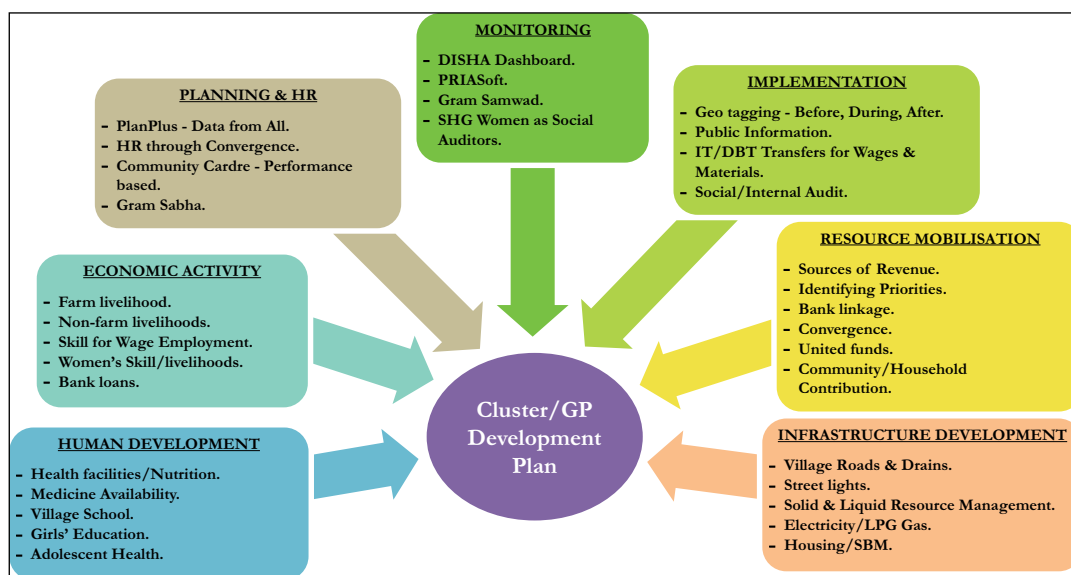 MONITORING
- DISHA Dashboard.
- PRIASoft.
- Gram Samwad.
- SHG Women as Social
Auditors.
PLANNING & HR
- PlanPlus - Data from All.
- HR through Convergence.
- Community Cardre - Performance
based.
- Gram Sabha.
IMPLEMENTATION
- Geo tagging - Before, During, After.
- Public Information.
- IT/DBT Transfers for Wages &
Materials.
- Social/Internal Audit.
ECONOMIC ACTIVITY
- Farm livelihood.
- Non-farm livelihoods.
- Skill for Wage Employment.
- Women's Skill/livelihoods.
- Bank loans.
RESOURCE MOBILISATION
- Sources of Revenue.
- Identifying Priorities.
- Bank linkage.
- Convergence.
- United funds.
- Community/Household
Contribution.
Cluster/GP
Development
Plan
HUMAN DEVELOPMENT
- Health facilities/Nutrition.
- Medicine Availability.
- Village School.
- Girls' Education.
- Adolescent Health.
INFRASTRUCTURE DEVELOPMENT
- Village Roads & Drains.
- Street lights.
- Solid & Liquid Resource Management.
- Electricity/LPG Gas.
- Housing/SBM.